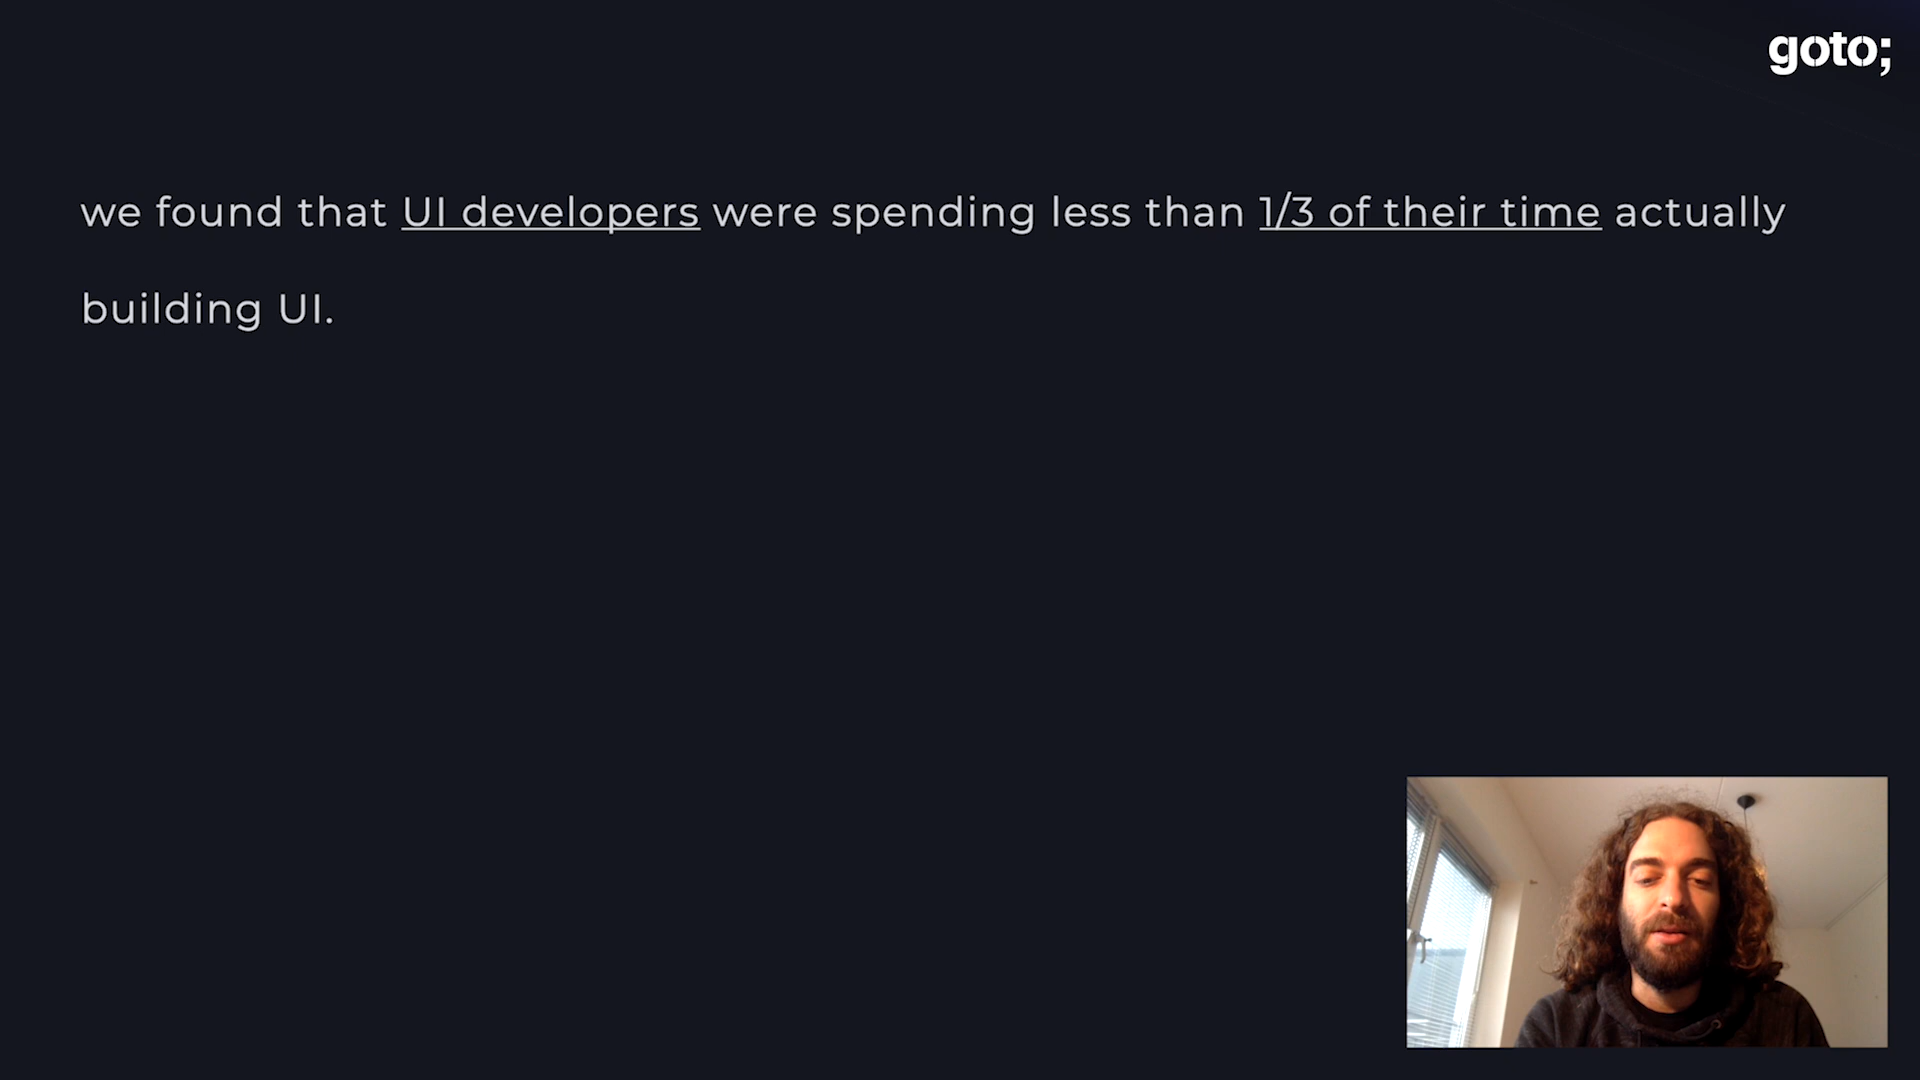 goto;
we found that UI developers were spending less than 1/3 of their time actually
building UI.